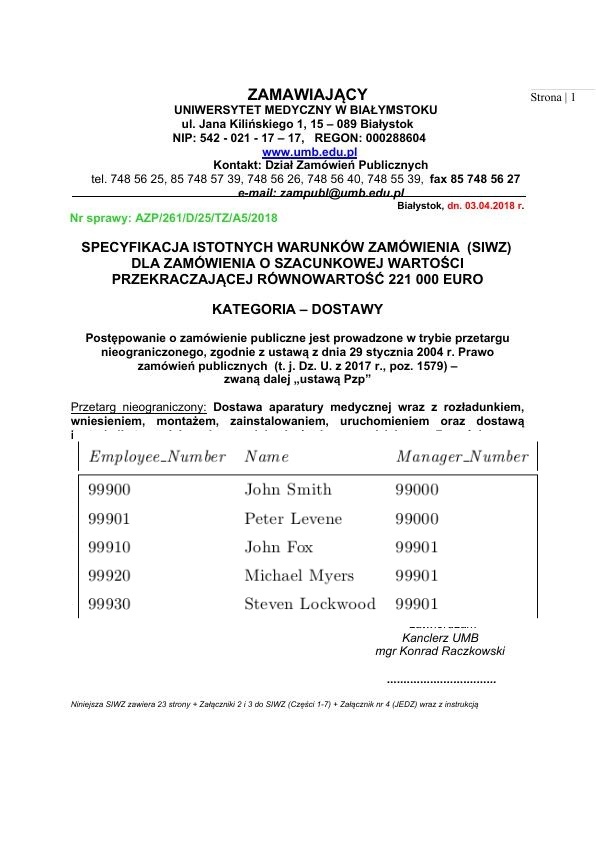 Strona | 1
ZAMAWIAJĄCY
UNIWERSYTET MEDYCZNY W BIAŁYMSTOKU
ul. Jana Kilińskiego 1, 15 – 089 Białystok
NIP: 542 - 021 - 17 – 17, REGON: 000288604
www.umb.edu.pl
Kontakt: Dział Zamówień Publicznych
tel. 748 56 25, 85 748 57 39, 748 56 26, 748 56 40, 748 55 39, fax 85 748 56 27
e-mail: zampubl@umb.edu.pl
Białystok, dn. 03.04.2018 r.
Nr sprawy: AZP/261/D/25/TZ/A5/2018
SPECYFIKACJA ISTOTNYCH WARUNKÓW ZAMÓWIENIA (SIWZ)
DLA ZAMÓWIENIA O SZACUNKOWEJ WARTOŚCI
PRZEKRACZAJĄCEJ RÓWNOWARTOŚĆ 221 000 EURO
KATEGORIA – DOSTAWY
Postępowanie o zamówienie publiczne jest prowadzone w trybie przetargu
nieograniczonego, zgodnie z ustawą z dnia 29 stycznia 2004 r. Prawo
zamówień publicznych (t. j. Dz. U. z 2017 r., poz. 1579) –
zwaną dalej „ustawą Pzp”
Przetarg nieograniczony: Dostawa aparatury medycznej wraz z rozładunkiem,
wniesieniem, montażem, zainstalowaniem, uruchomieniem oraz dostawą
i
Employee_Number Name Manager_Number
99900 John Smith 99000
99901 Peter Levene 99000
99910 John Fox 99901
99920 Michael Myers 99901
99930 Steven Lockwood 99901
Kanclerz UMB
mgr Konrad Raczkowski
.................................
Niniejsza SIWZ zawiera 23 strony + Załączniki 2 i 3 do SIWZ (Części 1-7) + Załącznik nr 4 (JEDZ) wraz z instrukcją